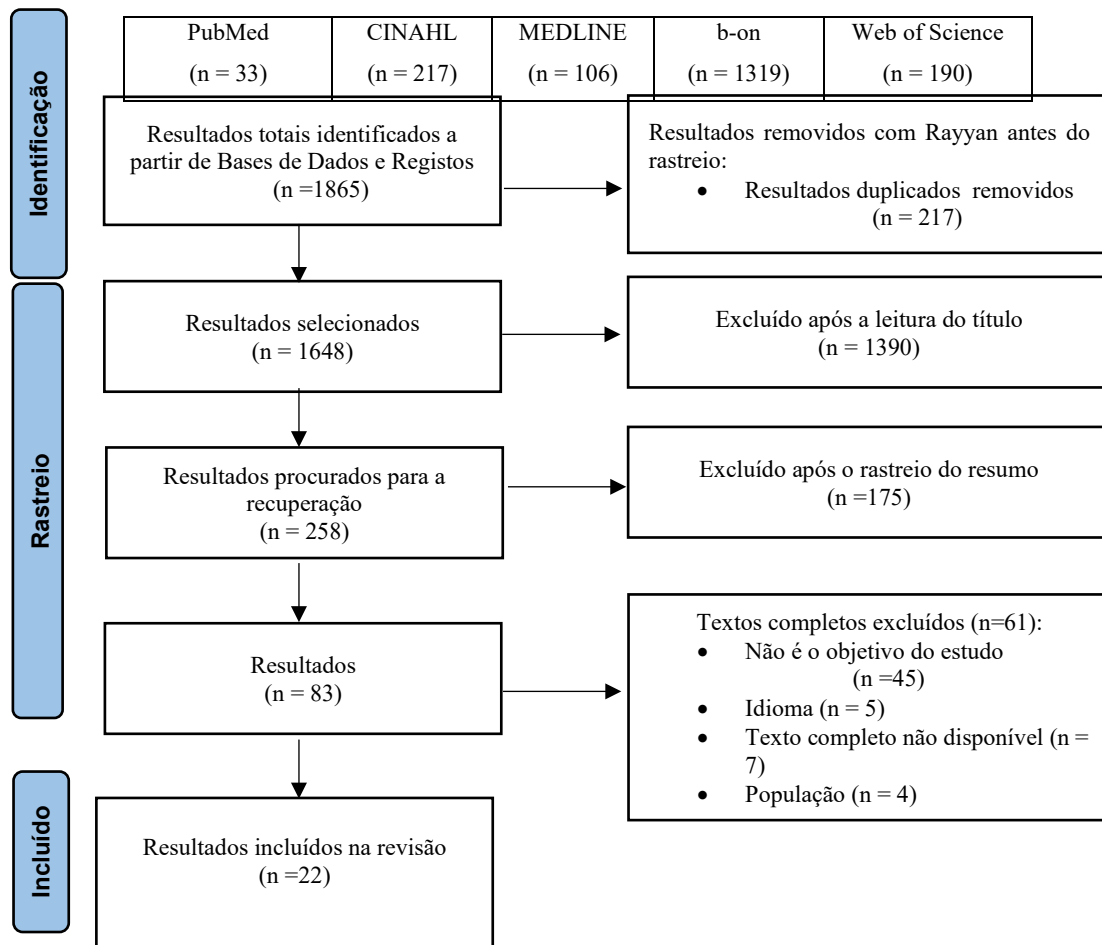 Identificação
PubMed
(n = 33)
CINAHL
(n = 217)
MEDLINE
(n = 106)
b-on
(n = 1319)
Web of Science
(n = 190)
Resultados totais identificados a
partir de Bases de Dados e Registos
(n =1865)
Resultados removidos com Rayyan antes do
rastreio:
• Resultados duplicados removidos
(n = 217)
Rastreio
Resultados selecionados
(n = 1648)
Excluído após a leitura do título
(n = 1390)
Resultados procurados para a
recuperação
(n = 258)
Excluído após o rastreio do resumo
(n =175)
Resultados
(n = 83)
Textos completos excluídos (n=61):
• Não é o objetivo do estudo
(n =45)
• Idioma (n = 5)
• Texto completo não disponível (n =
7)
• População (n = 4)
Incluído
Resultados incluídos na revisão
(n =22)